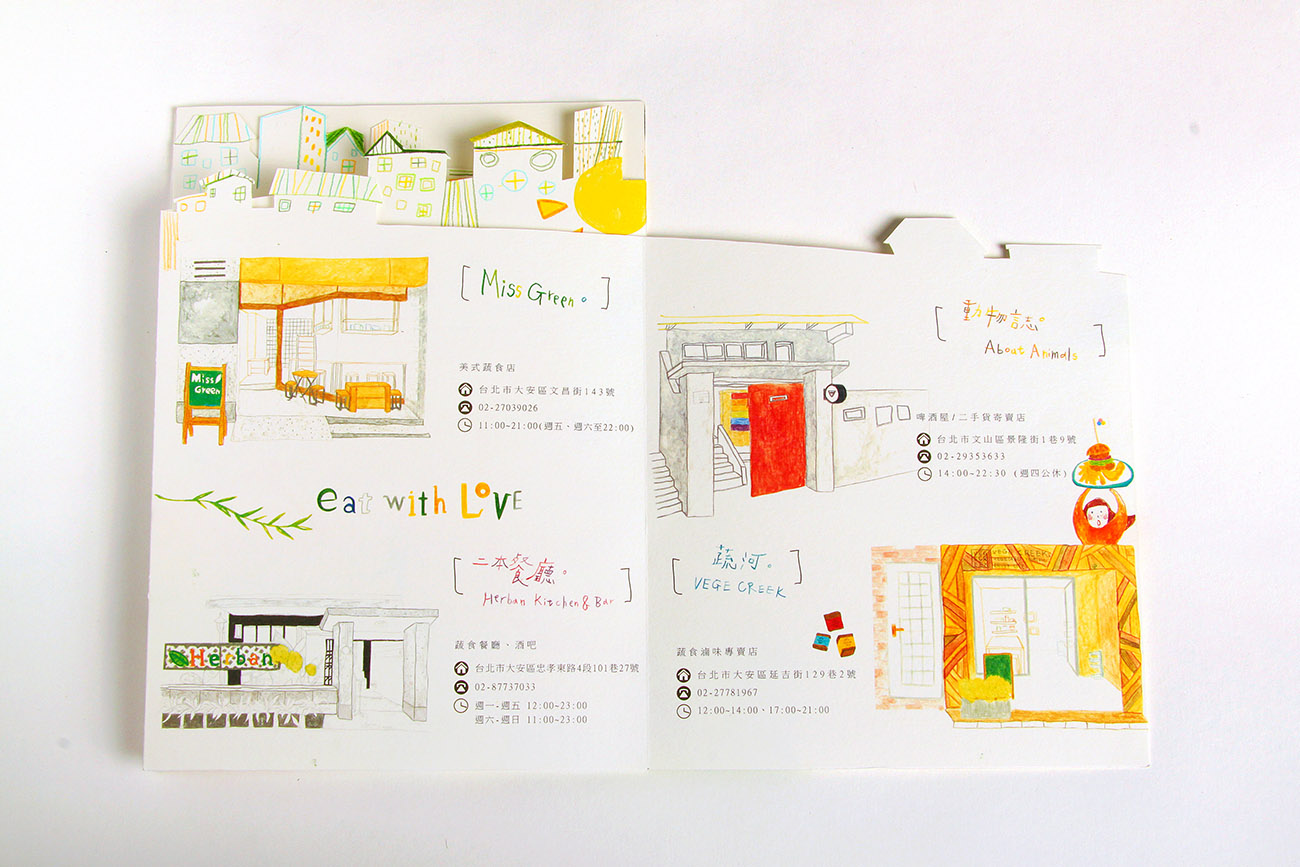 [ Miss Green。 ]
Miss Green
美式蔬食店
台北市大安區文昌街143號
02-27039026
11:00~21:00(週五、週六至22:00)
eat with LOVE
[ 二本餐廳。
Herban Kitchen & Bar ]
Herban
蔬食餐廳、酒吧
台北市大安區忠孝東路4段101巷27號
02-87737033
週一-週五 12:00~23:00
週六-週日 11:00~23:00
[ 動物誌。
About Animals ]
啤酒屋/二手貨寄賣店
台北市文山區景隆街1巷9號
02-29353633
14:00~22:30 (週四公休)
[ 蔬河。
VEGE CREEK ]
VEGE CREEK
蔬食滷味專賣店
台北市大安區延吉街129巷2號
02-27781967
12:00~14:00、17:00~21:00